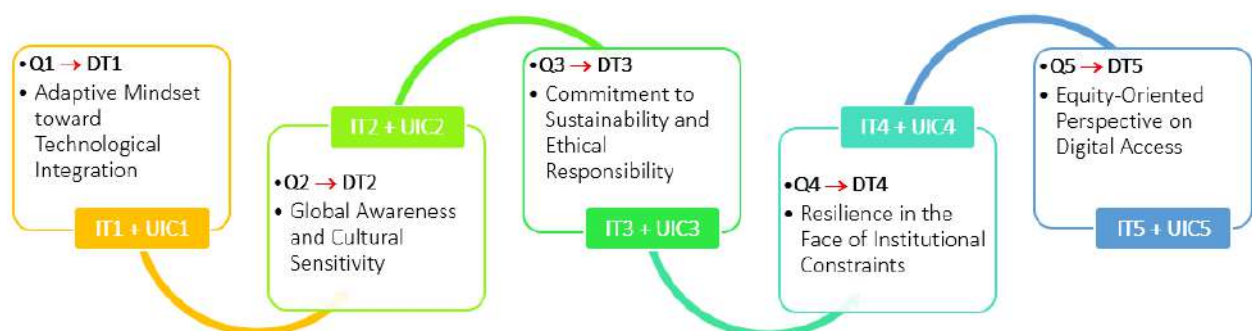 •Q1 → DT1
• Adaptive Mindset
toward
Technological
Integration
IT1 + UIC1
IT2 + UIC2
•Q2 → DT2
• Global Awareness
and Cultural
Sensitivity
•Q3 → DT3
• Commitment to
Sustainability and
Ethical
Responsibility
IT3 + UIC3
IT4 + UIC4
•Q4 → DT4
• Resilience in the
Face of Institutional
Constraints
•Q5 → DT5
• Equity-Oriented
Perspective on
Digital Access
IT5 + UIC5